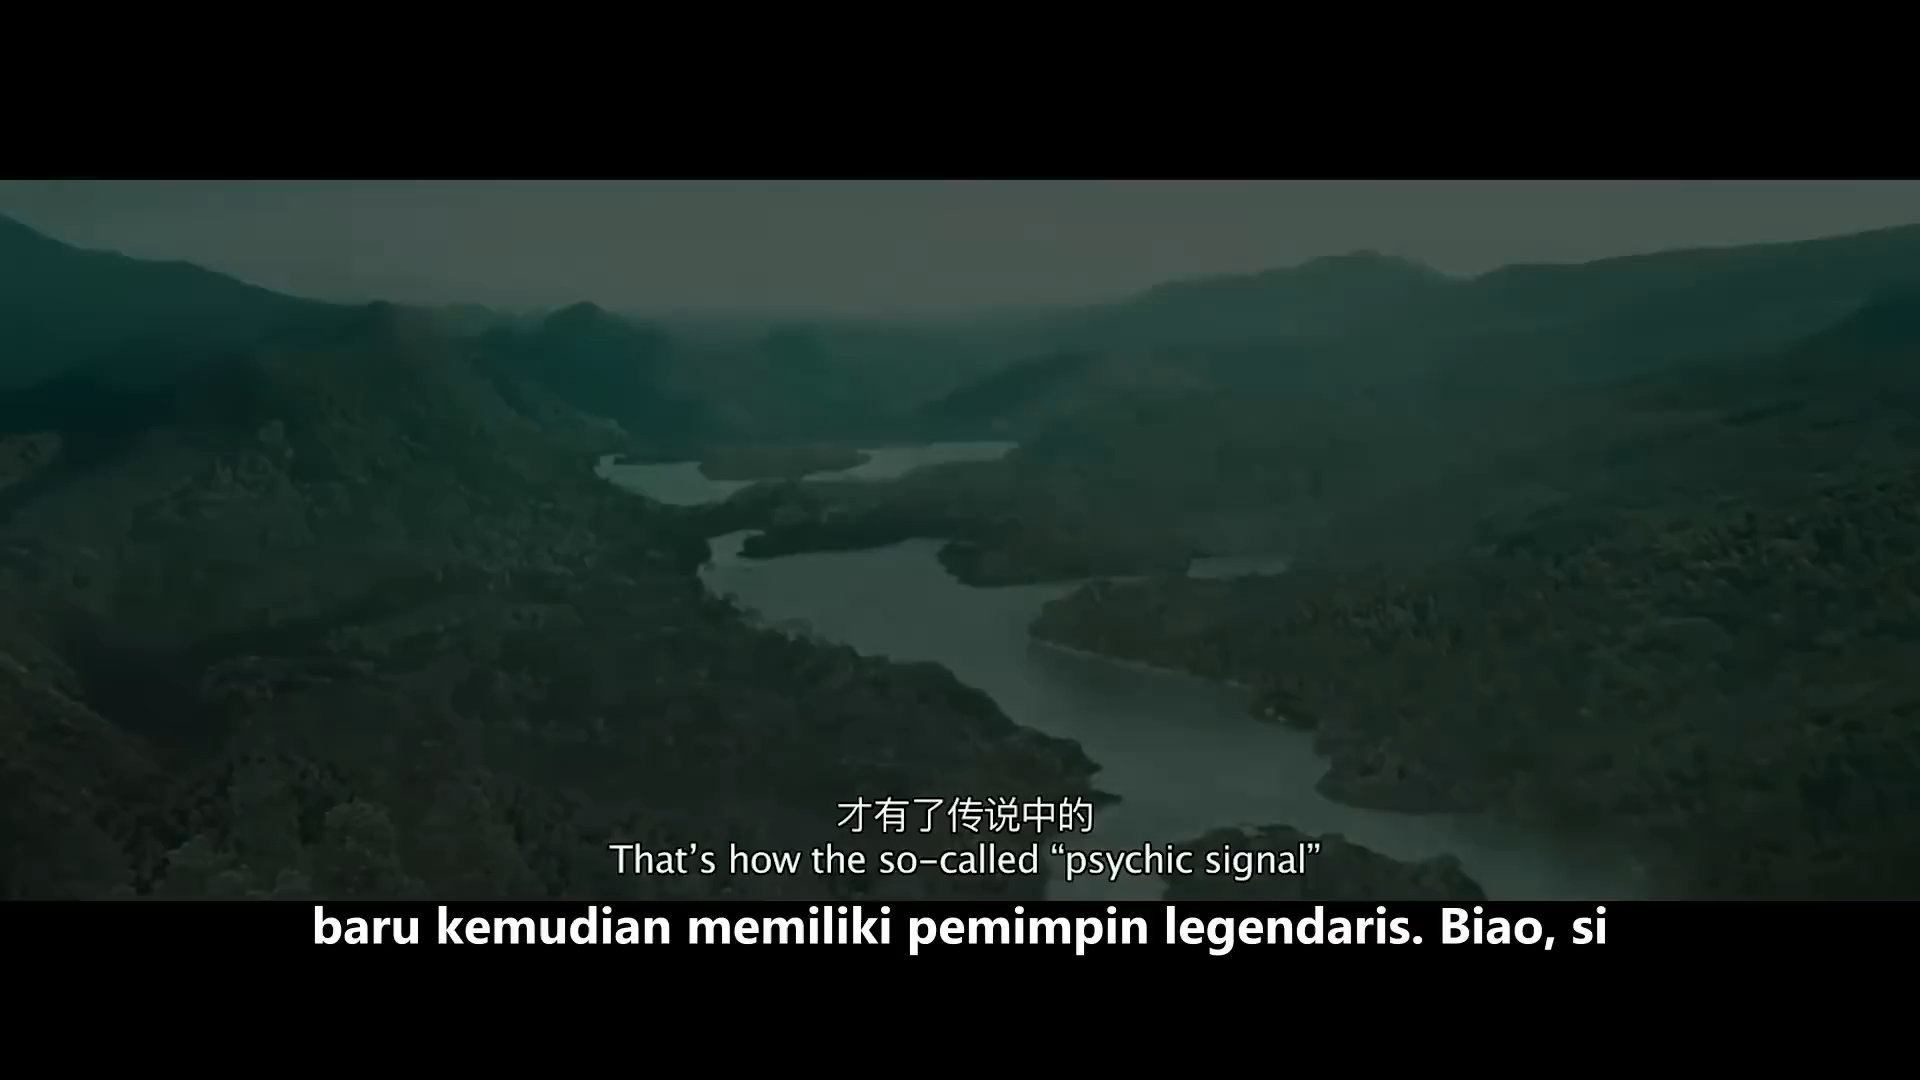 才有了传说中的
That’s how the so-called “psychic signal”
baru kemudian memiliki pemimpin legendaris. Biao, si